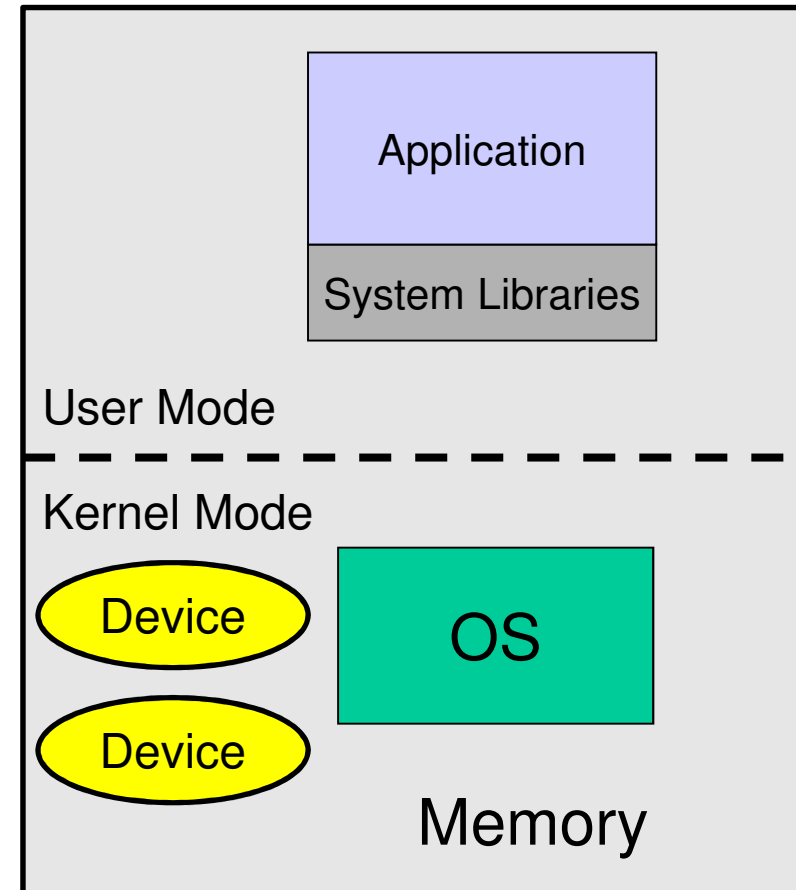 Application
System Libraries
User Mode
Kernel Mode
Device
OS
Device
Memory